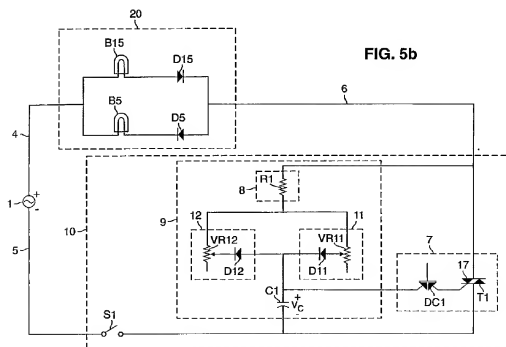 20
B15
D15
FIG. 5b
B5
D5
6
4
1
+
-
5
10
9
R1
8
12
11
VR12
VR11
D12
D11
7
17
C1
+
VC
DC1
T1
S1